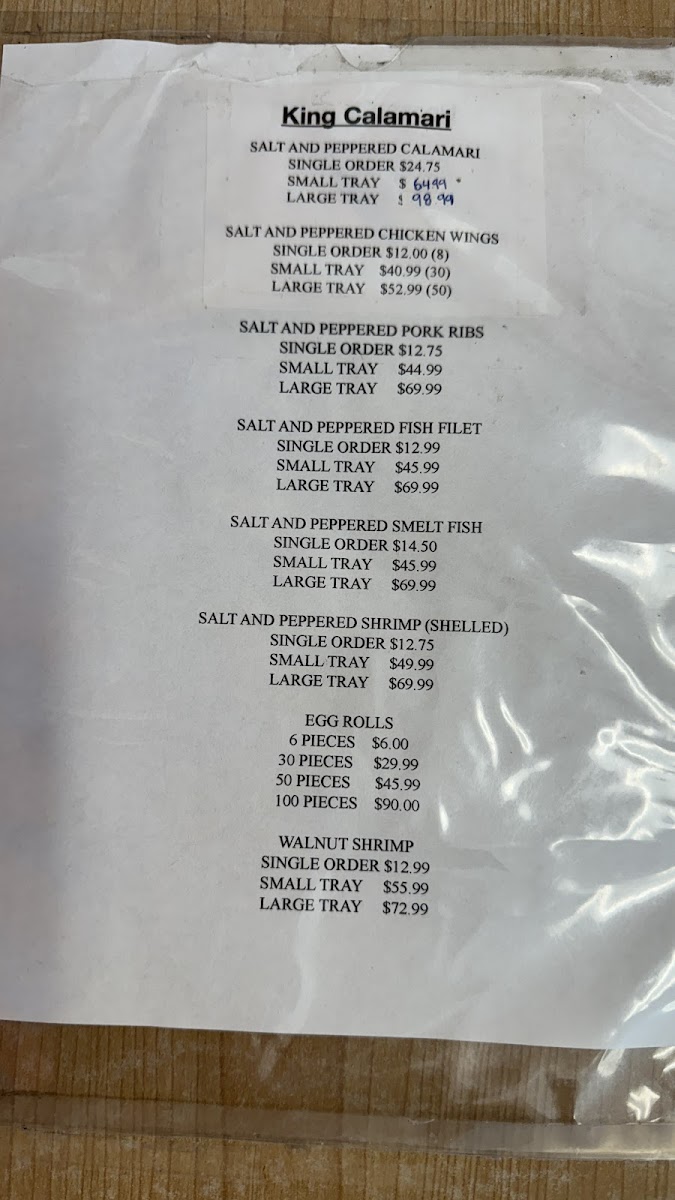 King Calamari
SALT AND PEPPERED CALAMARI
SINGLE ORDER $24.75
SMALL TRAY $ 6499
LARGE TRAY $ 98.99
SALT AND PEPPERED CHICKEN WINGS
SINGLE ORDER $12.00 (8)
SMALL TRAY $40.99 (30)
LARGE TRAY $52.99 (50)
SALT AND PEPPERED PORK RIBS
SINGLE ORDER $12.75
SMALL TRAY $44.99
LARGE TRAY $69.99
SALT AND PEPPERED FISH FILET
SINGLE ORDER $12.99
SMALL TRAY $45.99
LARGE TRAY $69.99
SALT AND PEPPERED SMELT FISH
SINGLE ORDER $14.50
SMALL TRAY $45.99
LARGE TRAY $69.99
SALT AND PEPPERED SHRIMP (SHELLED)
SINGLE ORDER $12.75
SMALL TRAY $49.99
LARGE TRAY $69.99
EGG ROLLS
6 PIECES $6.00
30 PIECES $29.99
50 PIECES $45.99
100 PIECES $90.00
WALNUT SHRIMP
SINGLE ORDER $12.99
SMALL TRAY $55.99
LARGE TRAY $72.99